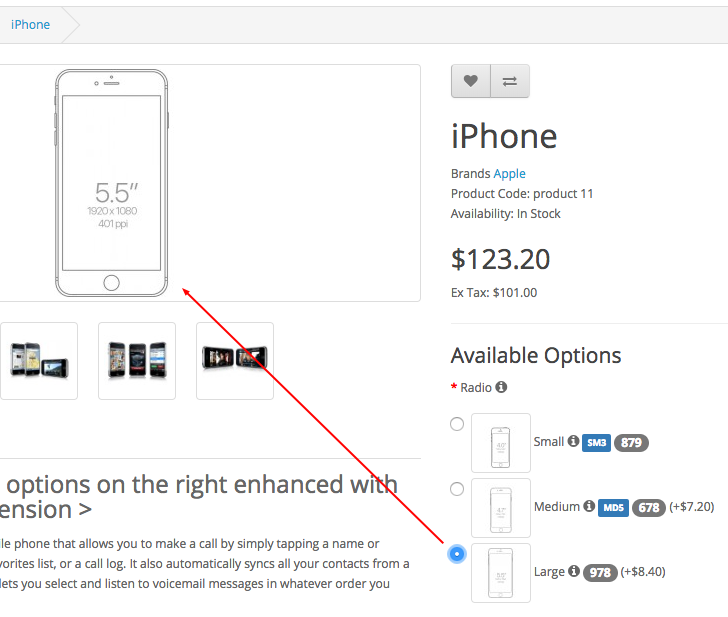 iPhone
5.5″
1920 x 1080
401 ppi
iPhone
Brands Apple
Product Code: product 11
Availability: In Stock
$123.20
Ex Tax: $101.00
Available Options
* Radio
Small SM3 879
Medium MD5 678 (+$7.20)
Large 978 (+$8.40)
options on the right enhanced with
ension >
ile phone that allows you to make a call by simply tapping a name or
vorites list, or a call log. It also automatically syncs all your contacts from a
lets you select and listen to voicemail messages in whatever order you